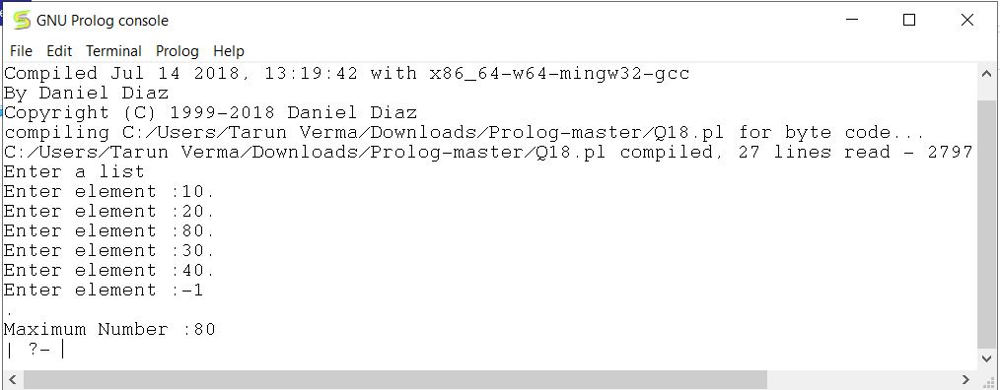 GNU Prolog console
File Edit Terminal Prolog Help
Compiled Jul 14 2018, 13:19:42 with x86_64-w64-mingw32-gcc
By Daniel Diaz
Copyright (C) 1999-2018 Daniel Diaz
compiling C:/Users/Tarun Verma/Downloads/Prolog-master/Q18.pl for byte code...
C:/Users/Tarun Verma/Downloads/Prolog-master/Q18.pl compiled, 27 lines read - 2797
Enter a list
Enter element :10.
Enter element :20.
Enter element :80.
Enter element :30.
Enter element :40.
Enter element :-1
.
Maximum Number :80
| ?-